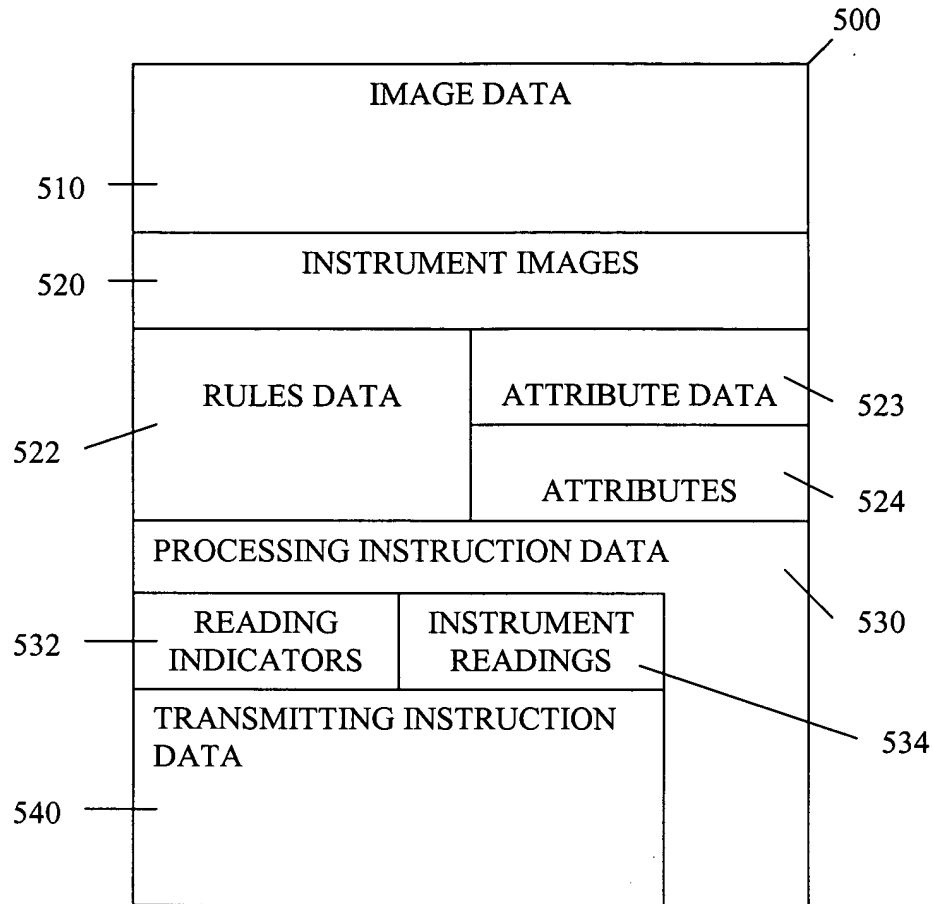 500
IMAGE DATA
510
INSTRUMENT IMAGES
520
RULES DATA
ATTRIBUTE DATA
523
522
ATTRIBUTES
524
PROCESSING INSTRUCTION DATA
530
532
READING
INDICATORS
INSTRUMENT
READINGS
534
TRANSMITTING INSTRUCTION
DATA
540